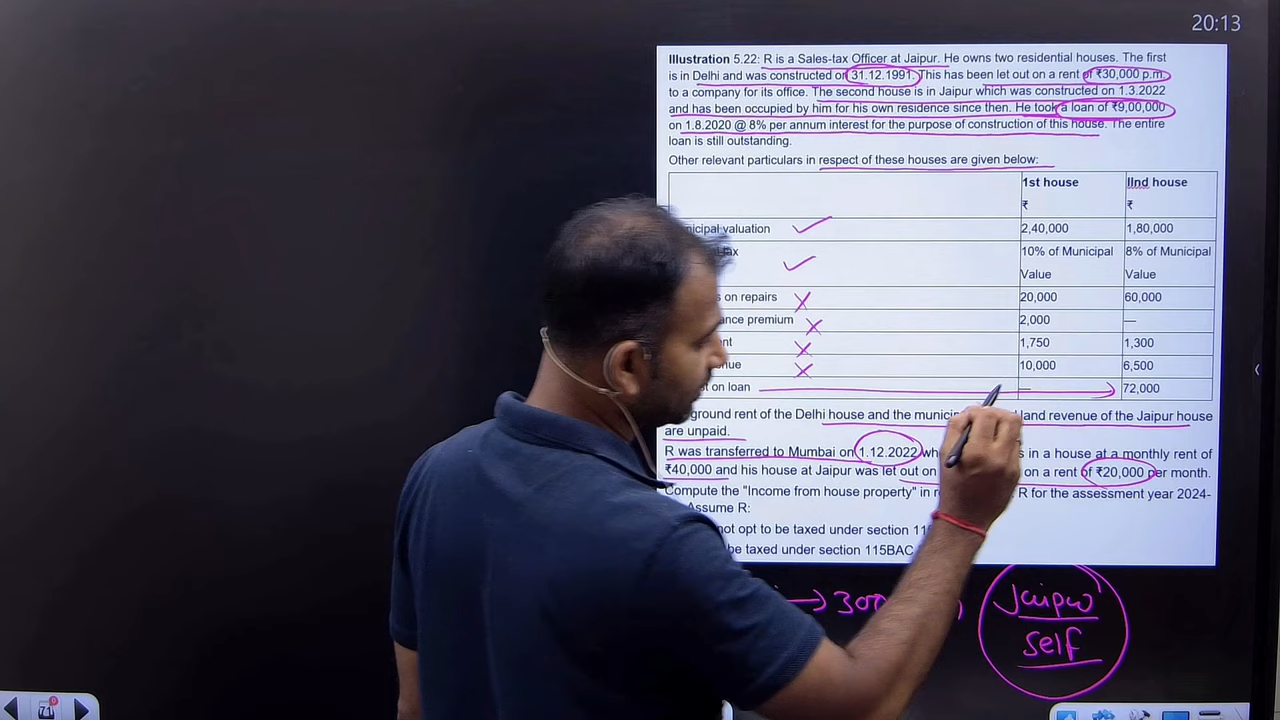 20:13
Illustration 5.22: R is a Sales-tax Officer at Jaipur. He owns two residential houses. The first
is in Delhi and was constructed on 31.12.1991. This has been let out on a rent of ₹30,000 p.m.
to a company for its office. The second house is in Jaipur which was constructed on 1.3.2022
and has been occupied by him for his own residence since then. He took a loan of ₹9,00,000
on 1.8.2020 @ 8% per annum interest for the purpose of construction of this house. The entire
loan is still outstanding.
Other relevant particulars in respect of these houses are given below:
1st house IInd house
₹ ₹
valuation 2,40,000 1,80,000
tax 10% of Municipal Value 8% of Municipal Value
on repairs 20,000 60,000
premium 2,000 —
1,750 1,300
10,000 6,500
on loan — 72,000
ground rent of the Delhi house and the land revenue of the Jaipur house
are unpaid.
R was transferred to Mumbai on 1.12.2022 in a house at a monthly rent of
₹40,000 and his house at Jaipur was let out on on a rent of ₹20,000 per month.
Compute the "Income from house property" in R for the assessment year 2024-
Assume R:
not opt to be taxed under section
be taxed under section 115BAC
Jaipur
self
71